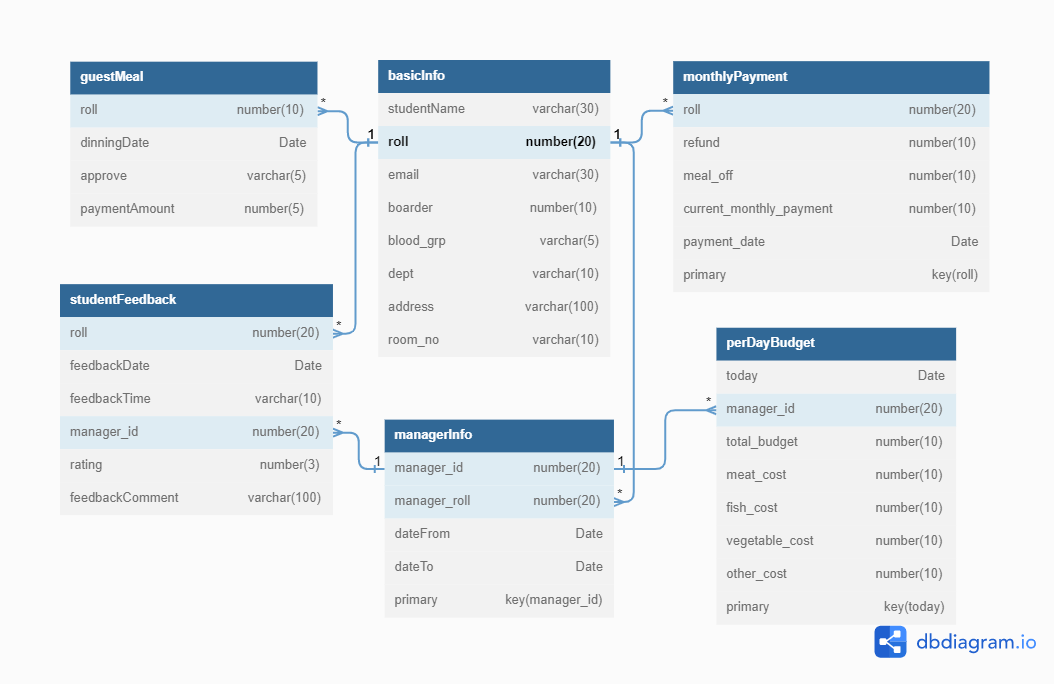 guestMeal
roll number(10)
dinningDate Date
approve varchar(5)
paymentAmount number(5)
*
1
basicInfo
studentName varchar(30)
roll number(20)
email varchar(30)
boarder number(10)
blood_grp varchar(5)
dept varchar(10)
address varchar(100)
room_no varchar(10)
1
*
monthlyPayment
roll number(20)
refund number(10)
meal_off number(10)
current_monthly_payment number(10)
payment_date Date
primary key(roll)
studentFeedback
roll number(20)
feedbackDate Date
feedbackTime varchar(10)
manager_id number(20)
rating number(3)
feedbackComment varchar(100)
*
*
1
managerInfo
manager_id number(20)
manager_roll number(20)
dateFrom Date
dateTo Date
primary key(manager_id)
1
*
*
perDayBudget
today Date
manager_id number(20)
total_budget number(10)
meat_cost number(10)
fish_cost number(10)
vegetable_cost number(10)
other_cost number(10)
primary key(today)
dbdiagram.io